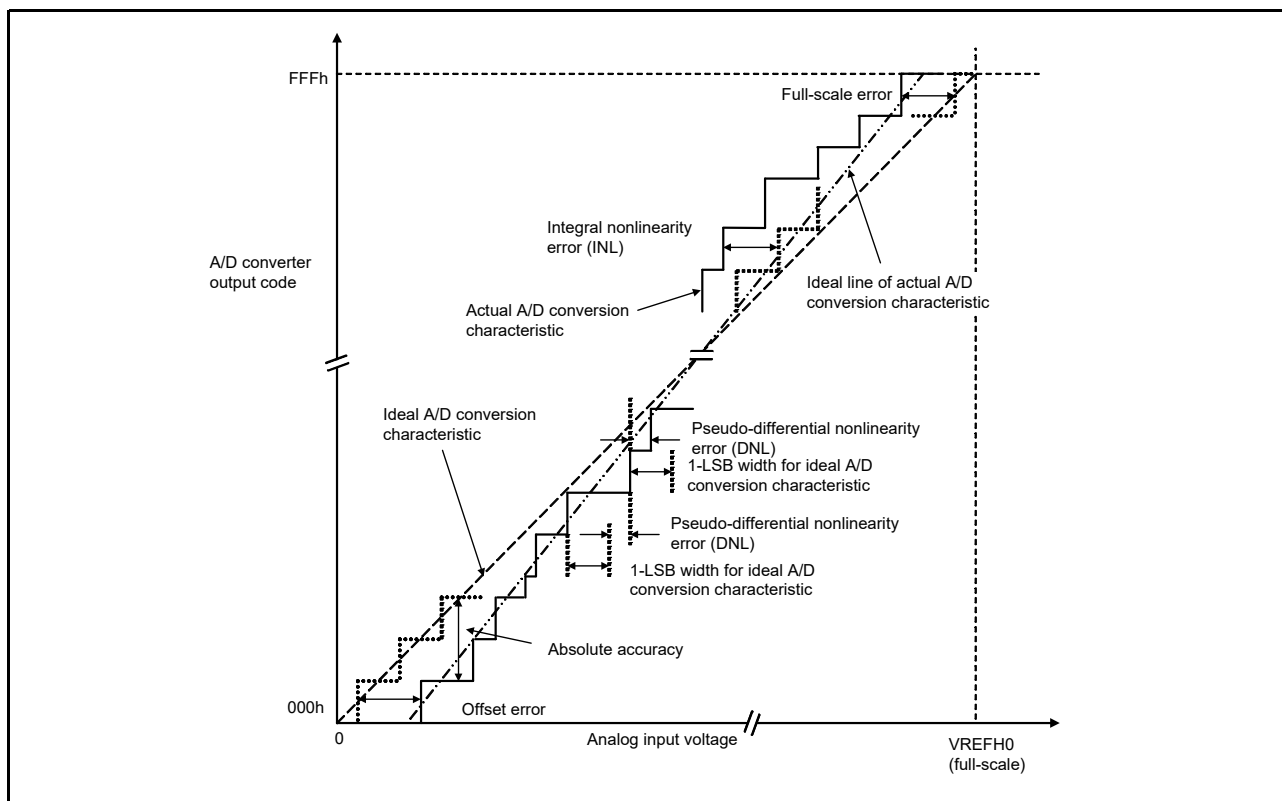 FFFh
Full-scale error
Integral nonlinearity
error (INL)
A/D converter
output code
Ideal line of actual A/D
conversion characteristic
Actual A/D conversion
characteristic
Ideal A/D conversion
characteristic
Pseudo-differential nonlinearity
error (DNL)
1-LSB width for ideal A/D
conversion characteristic
Pseudo-differential nonlinearity
error (DNL)
1-LSB width for ideal A/D
conversion characteristic
Absolute accuracy
000h
Offset error
0
Analog input voltage
VREFH0
(full-scale)